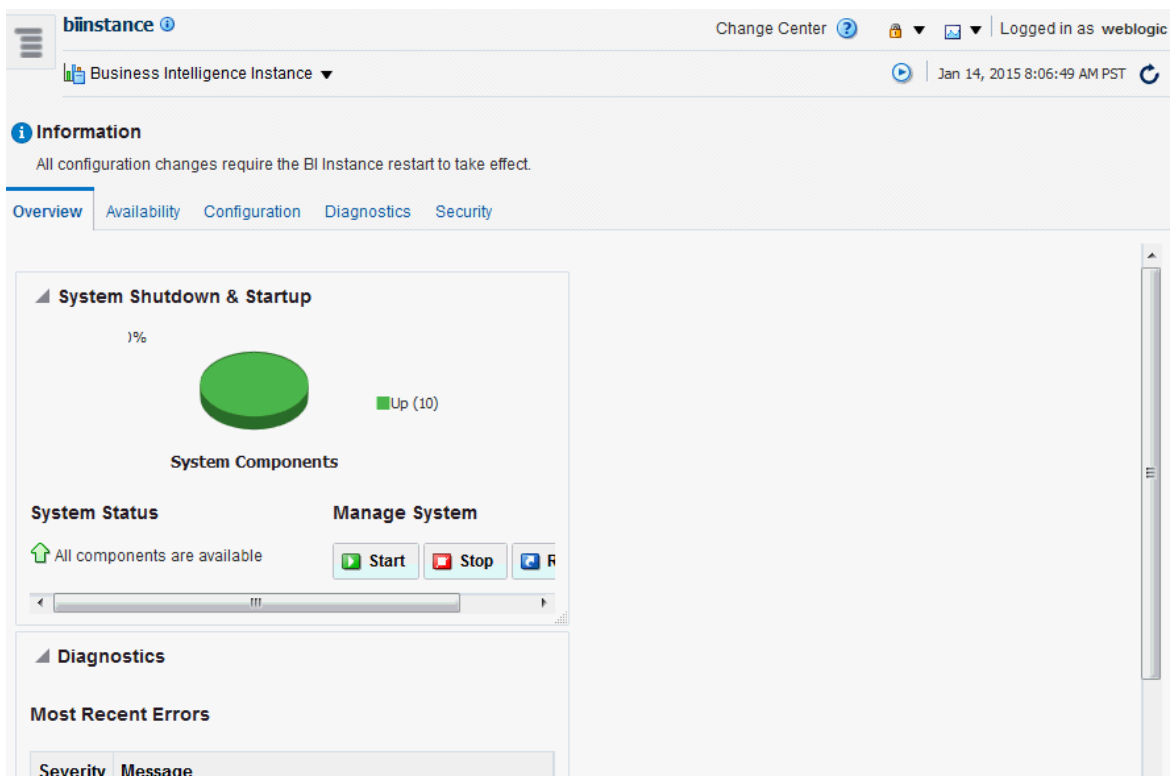 biinstance
Change Center
Logged in as weblogic
Business Intelligence Instance
Jan 14, 2015 8:06:49 AM PST
Information
All configuration changes require the BI Instance restart to take effect.
Overview Availability Configuration Diagnostics Security
System Shutdown & Startup
)%
Up (10)
System Components
System Status Manage System
All components are available Start Stop R
Diagnostics
Most Recent Errors
Severity Message